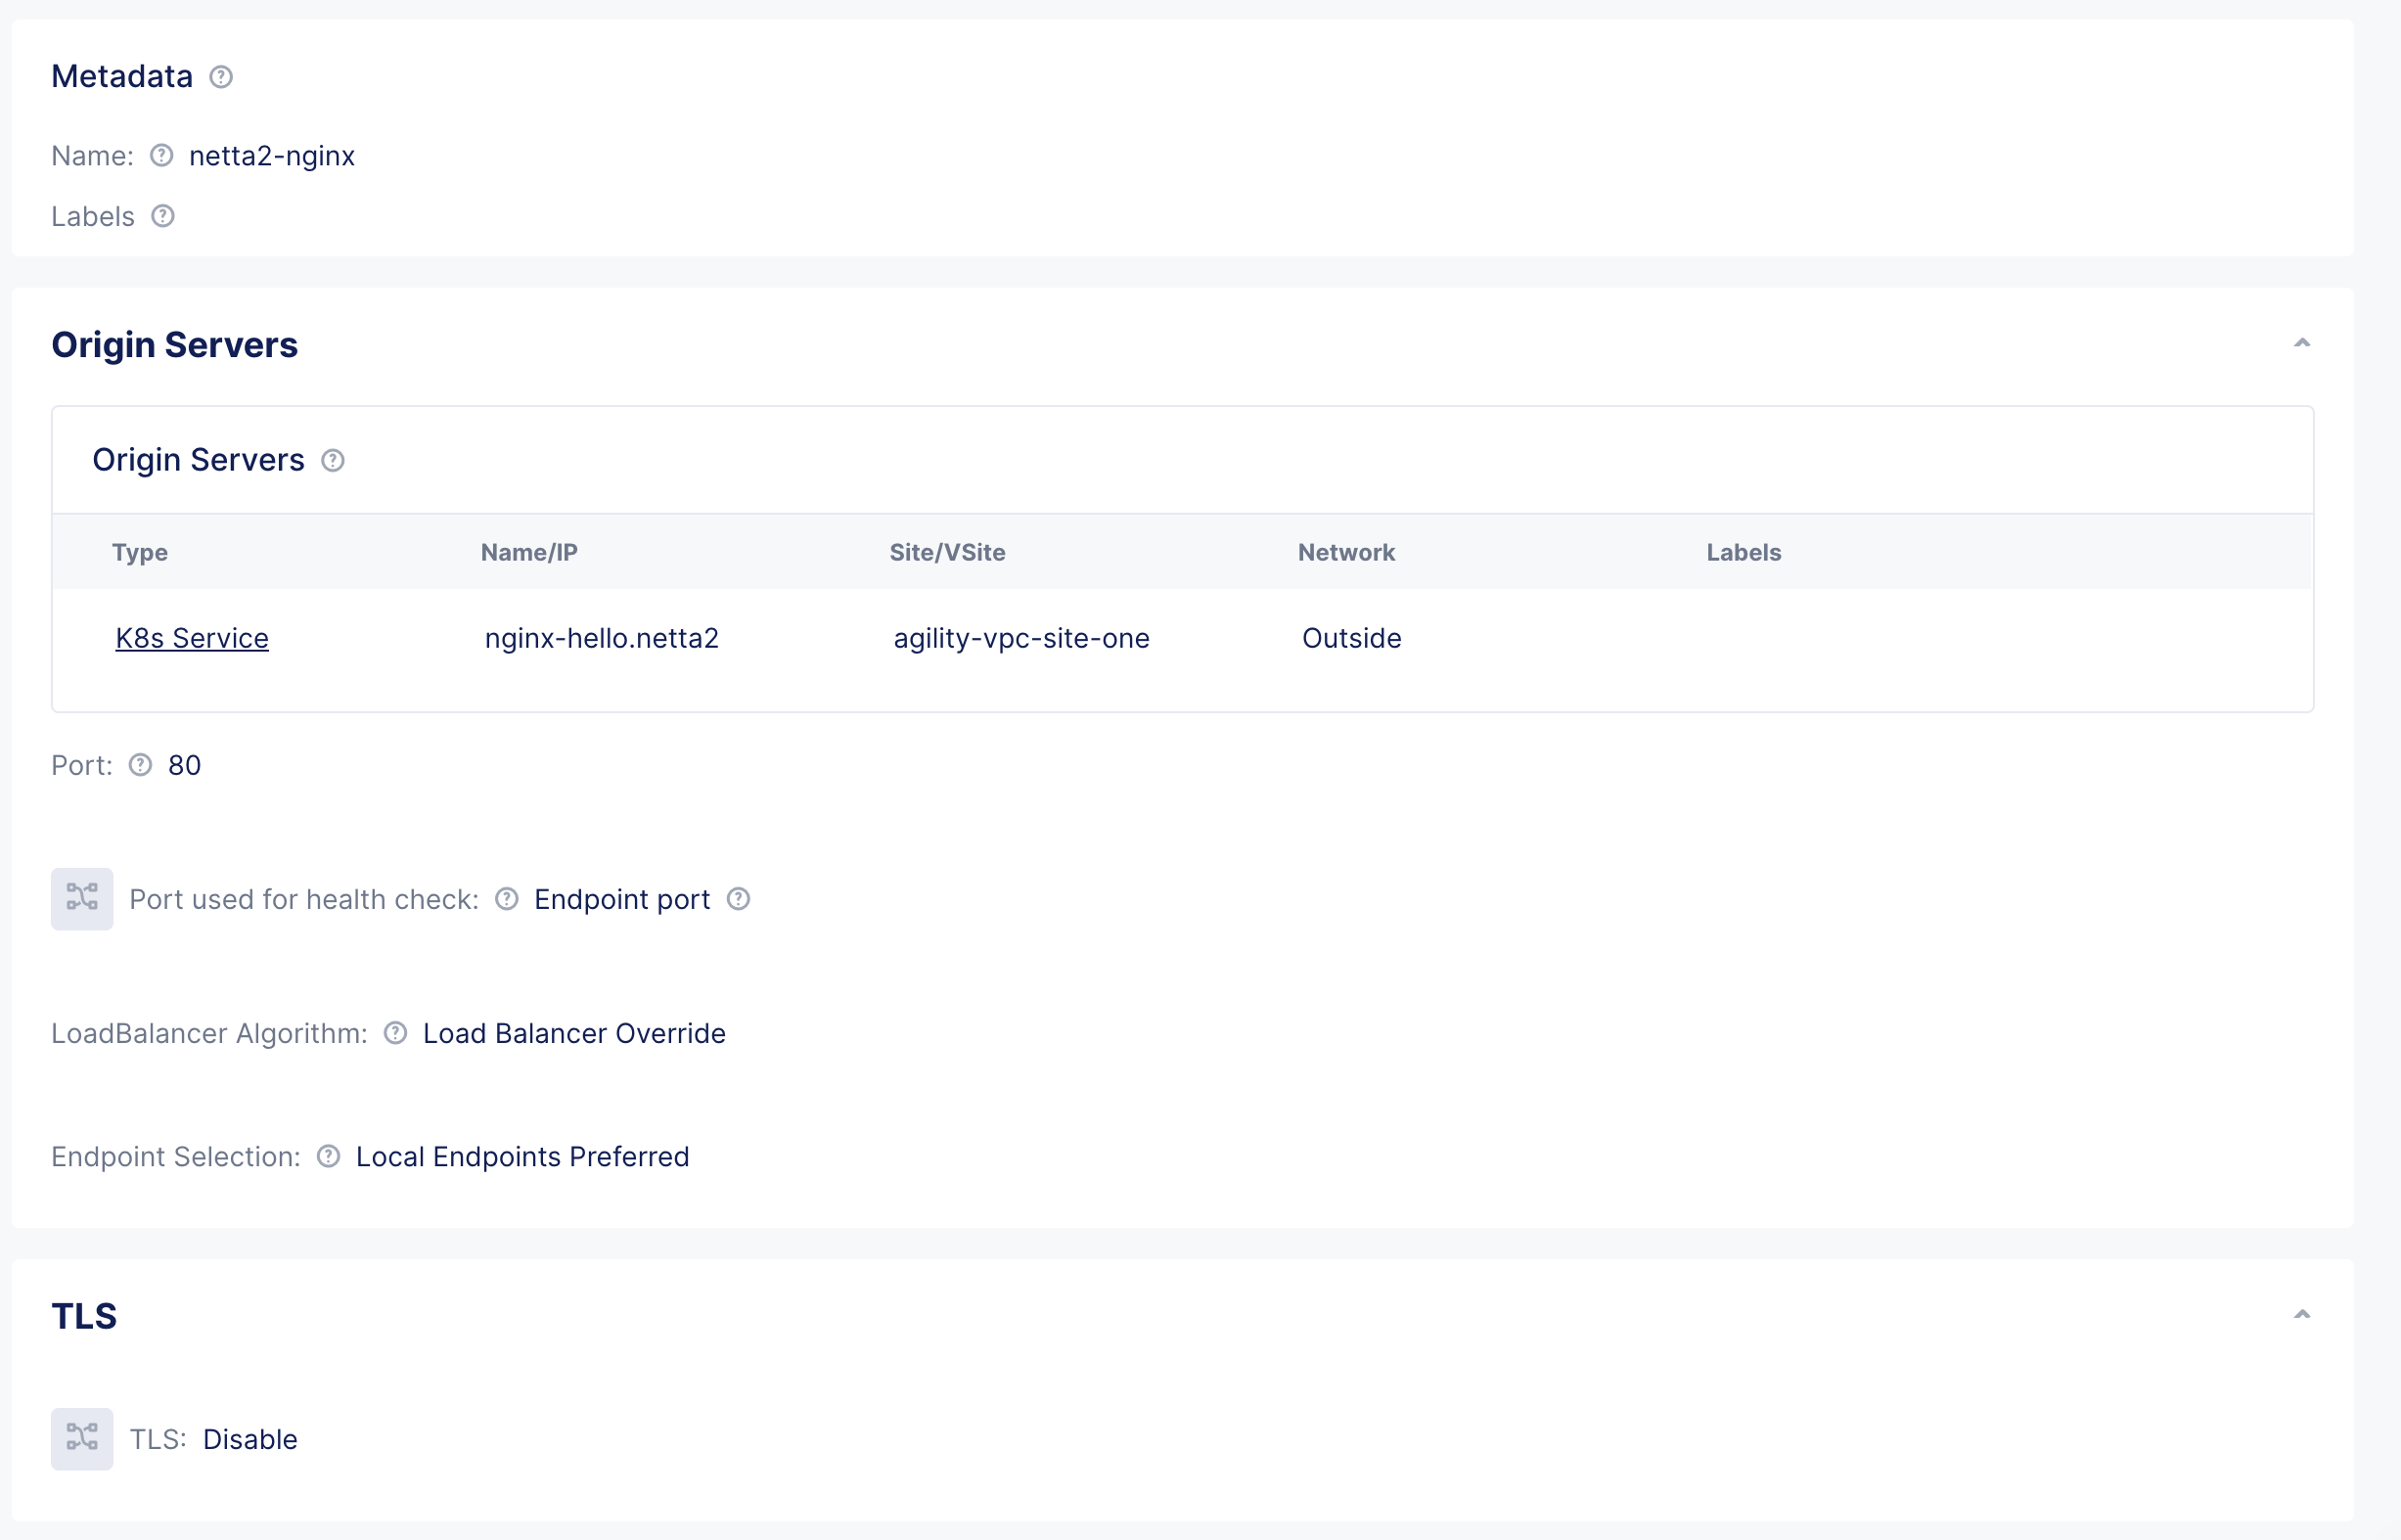 Metadata
Name: netta2-nginx
Labels
Origin Servers
Origin Servers
Type Name/IP Site/VSite Network Labels
K8s Service nginx-hello.netta2 agility-vpc-site-one Outside
Port: 80
Port used for health check: Endpoint port
LoadBalancer Algorithm: Load Balancer Override
Endpoint Selection: Local Endpoints Preferred
TLS
TLS: Disable